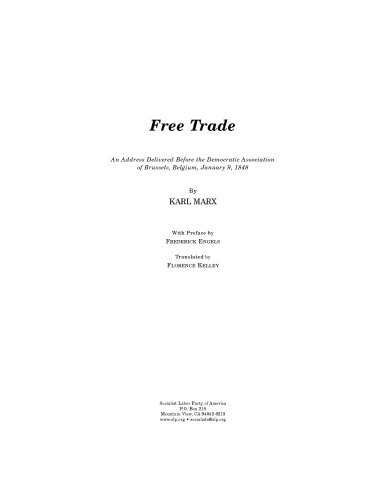 Free Trade
An Address Delivered Before the Democratic Association
of Brussels, Belgium, January 9, 1848
By
KARL MARX
With Preface by
FREDERICK ENGELS
Translated by
FLORENCE KELLEY
Socialist Labor Party of America
P.O. Box 218
Mountain View, CA 94042-0218
www.slp.org • socialists@slp.org